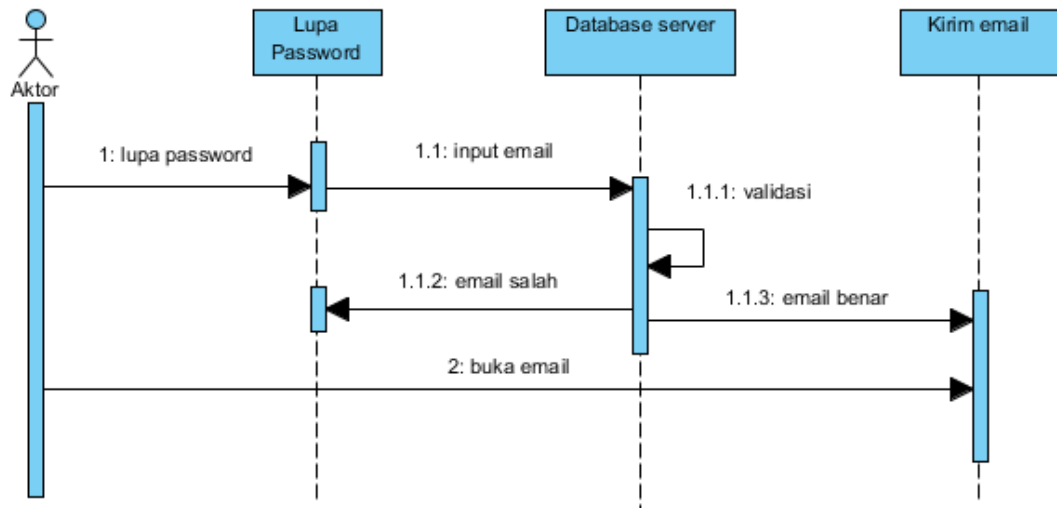 Lupa
Password
Database server
Kirim email
Aktor
1: lupa password
1.1: input email
1.1.1: validasi
1.1.2: email salah
1.1.3: email benar
2: buka email